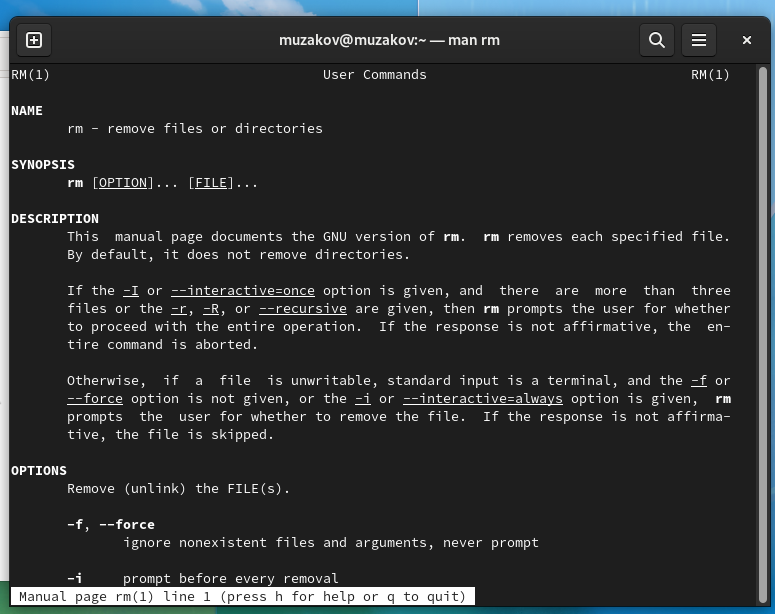 muzakov@muzakov:~ — man rm
RM(1) User Commands RM(1)
NAME
rm - remove files or directories
SYNOPSIS
rm [OPTION]... [FILE]...
DESCRIPTION
This manual page documents the GNU version of rm. rm removes each specified file.
By default, it does not remove directories.
If the -I or --interactive=once option is given, and there are more than three
files or the -r, -R, or --recursive are given, then rm prompts the user for whether
to proceed with the entire operation. If the response is not affirmative, the en-
tire command is aborted.
Otherwise, if a file is unwritable, standard input is a terminal, and the -f or
--force option is not given, or the -i or --interactive=always option is given, rm
prompts the user for whether to remove the file. If the response is not affirma-
tive, the file is skipped.
OPTIONS
Remove (unlink) the FILE(s).
-f, --force
ignore nonexistent files and arguments, never prompt
-i prompt before every removal
Manual page rm(1) line 1 (press h for help or q to quit)